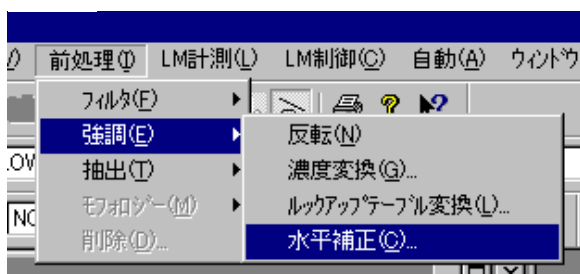 前処理(I) LM計測(L) LM制御(C) 自動(A) ウィンドウ
フィルタ(F)
強調(E)
抽出(T)
モフォロジー(M)
削除(D)...
反転(N)
濃度変換(G)...
ルックアップテーブル変換(L)...
水平補正(C)...
.OV
NO